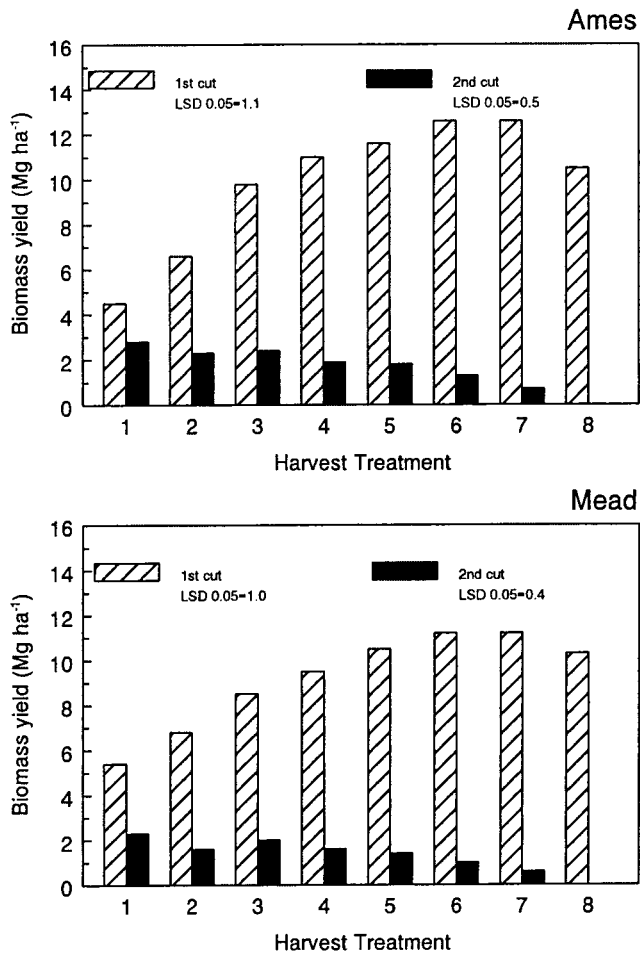 Ames
16
14
12
10
8
6
4
2
0
Biomass yield (Mg ha⁻¹)
1st cut
LSD 0.05=1.1
2nd cut
LSD 0.05=0.5
1 2 3 4 5 6 7 8
Harvest Treatment
Mead
16
14
12
10
8
6
4
2
0
Biomass yield (Mg ha⁻¹)
1st cut
LSD 0.05=1.0
2nd cut
LSD 0.05=0.4
1 2 3 4 5 6 7 8
Harvest Treatment